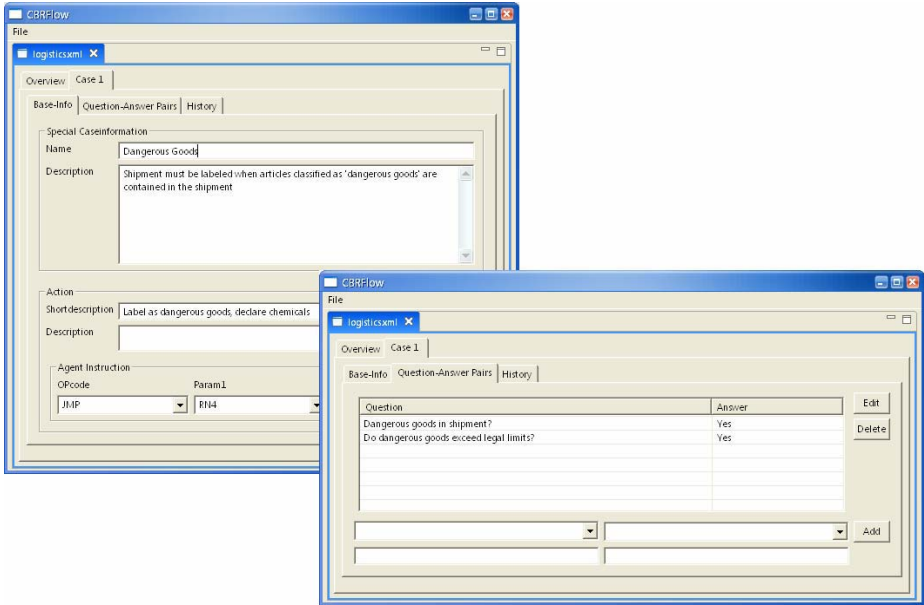 CBRFlow
File
logisticsxml
Overview Case 1
Base-Info Question-Answer Pairs History
Special Caseinformation
Name Dangerous Goods
Description Shipment must be labeled when articles classified as 'dangerous goods' are
contained in the shipment
Action
Shortdescription Label as dangerous goods, declare chemicals
Description
Agent Instruction
OPcode Param1
JMP RN4
CBRFlow
File
logisticsxml
Overview Case 1
Base-Info Question-Answer Pairs History
Question Answer Edit
Dangerous goods in shipment? Yes
Do dangerous goods exceed legal limits? Yes Delete
Add